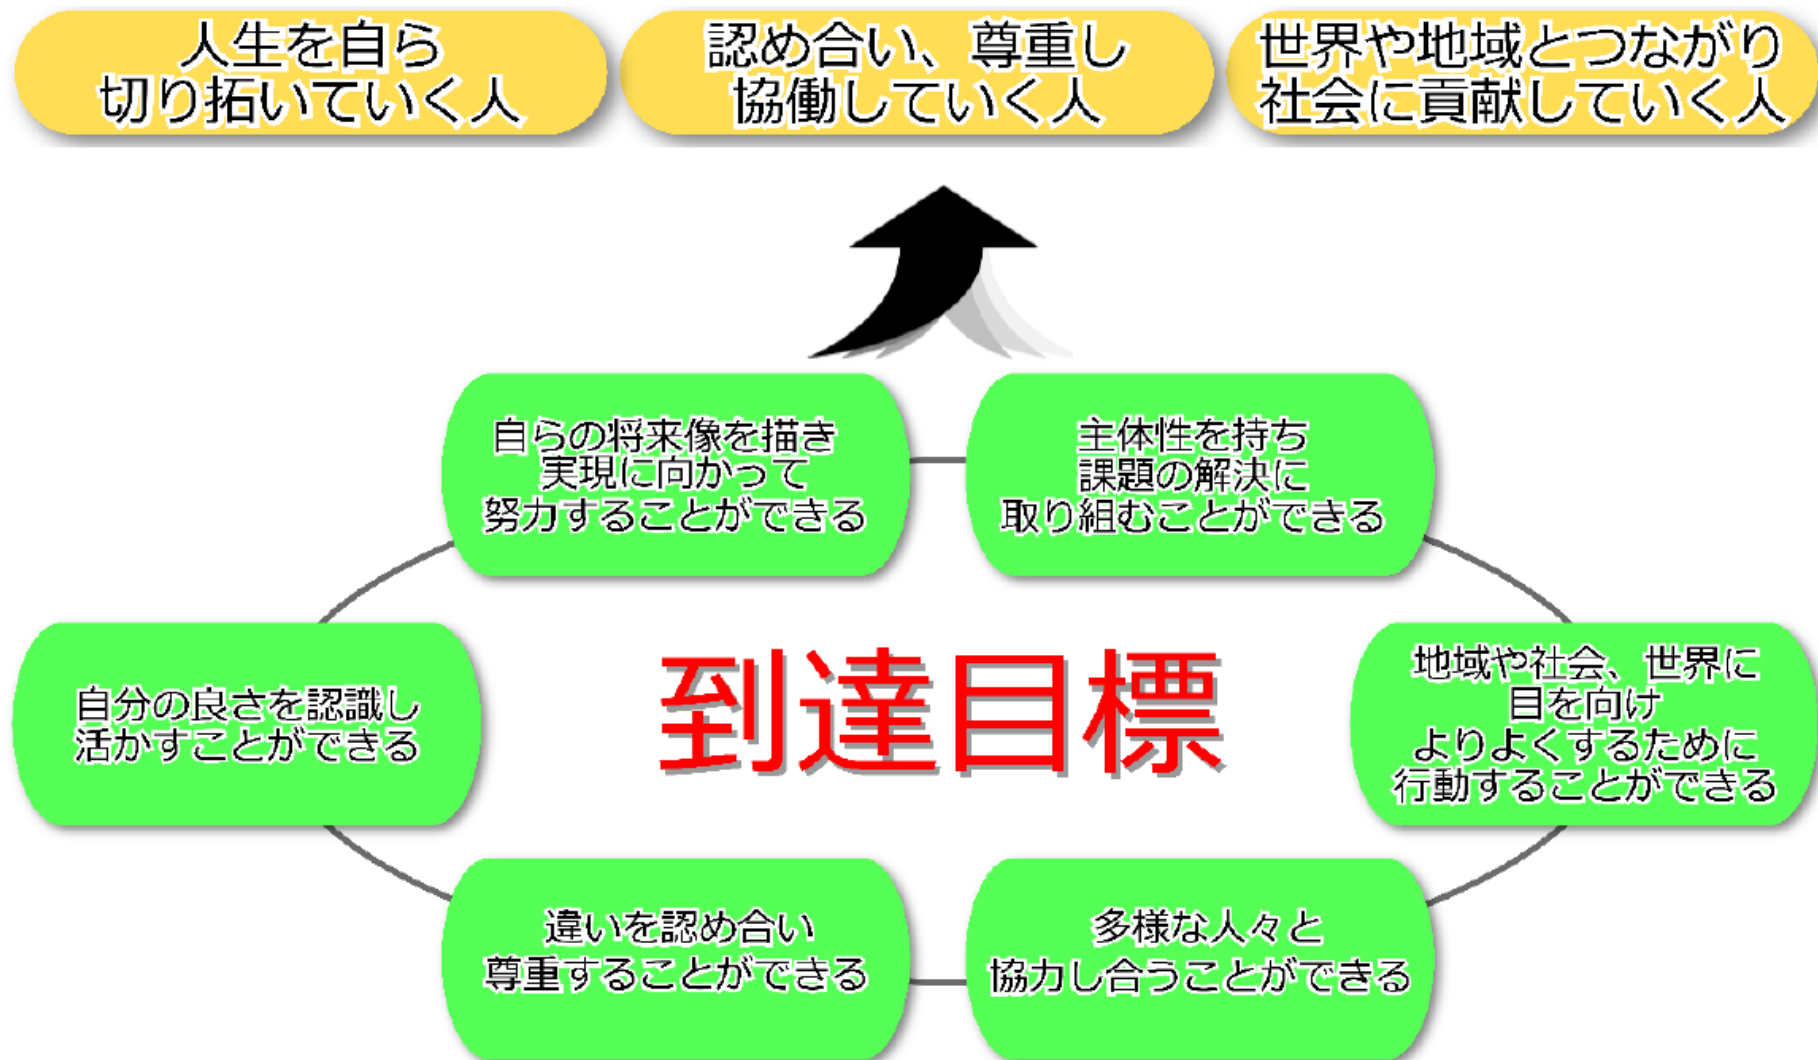 人生を自ら
切り拓いていく人
認め合い、尊重し
協働していく人
世界や地域とつながり
社会に貢献していく人
自らの将来像を描き
実現に向かって
努力することができる
主体性を持ち
課題の解決に
取り組むことができる
自分の良さを認識し
活かすことができる
到達目標
地域や社会、世界に
目を向け
よりよくするために
行動することができる
違いを認め合い
尊重することができる
多様な人々と
協力し合うことができる